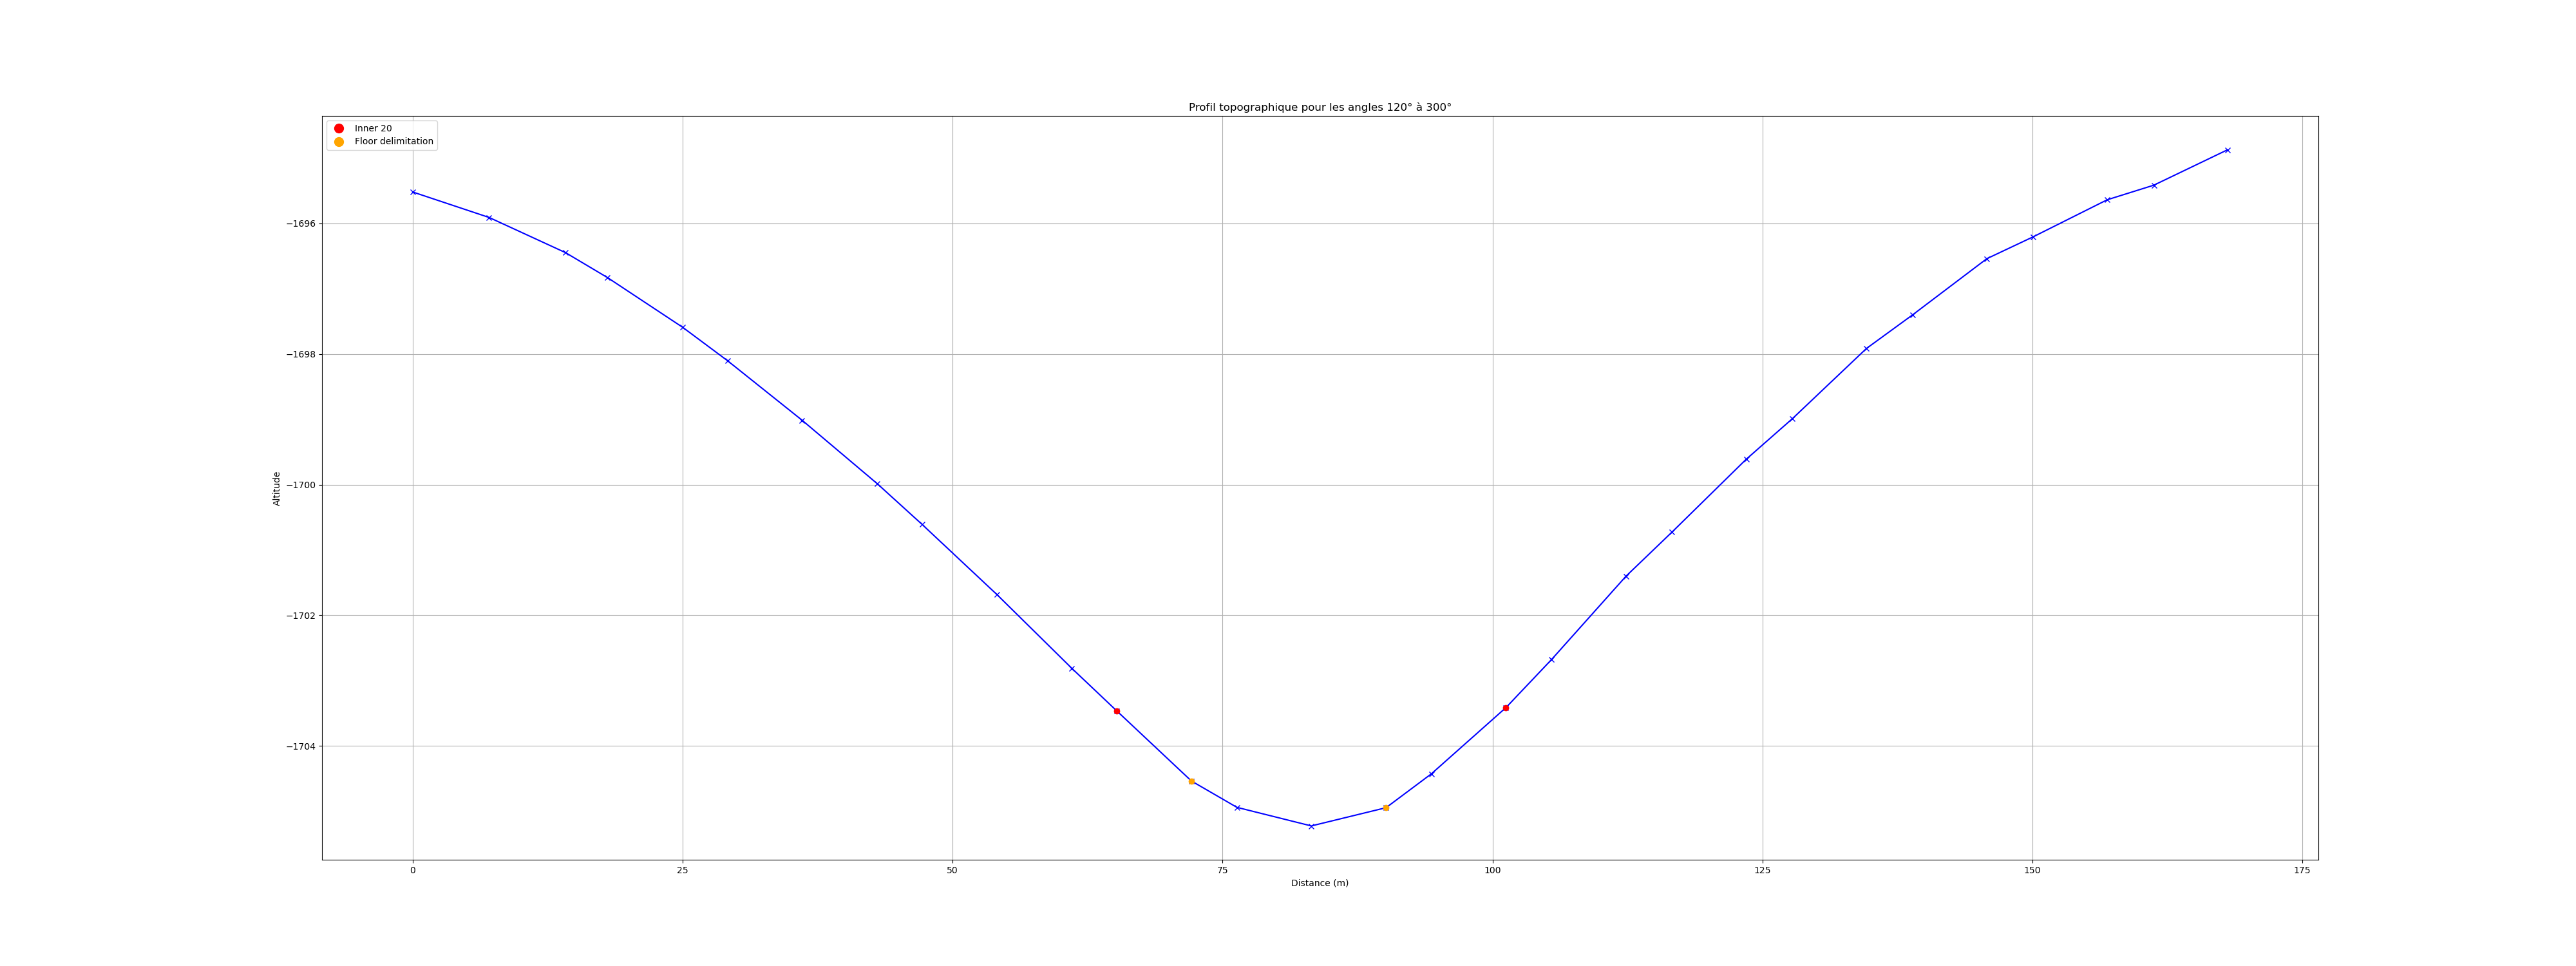 Profil topographique pour les angles 120° à 300°
Inner 20
Floor delimitation
Altitude
−1696
−1698
−1700
−1702
−1704
0 25 50 75 100 125 150 175
Distance (m)